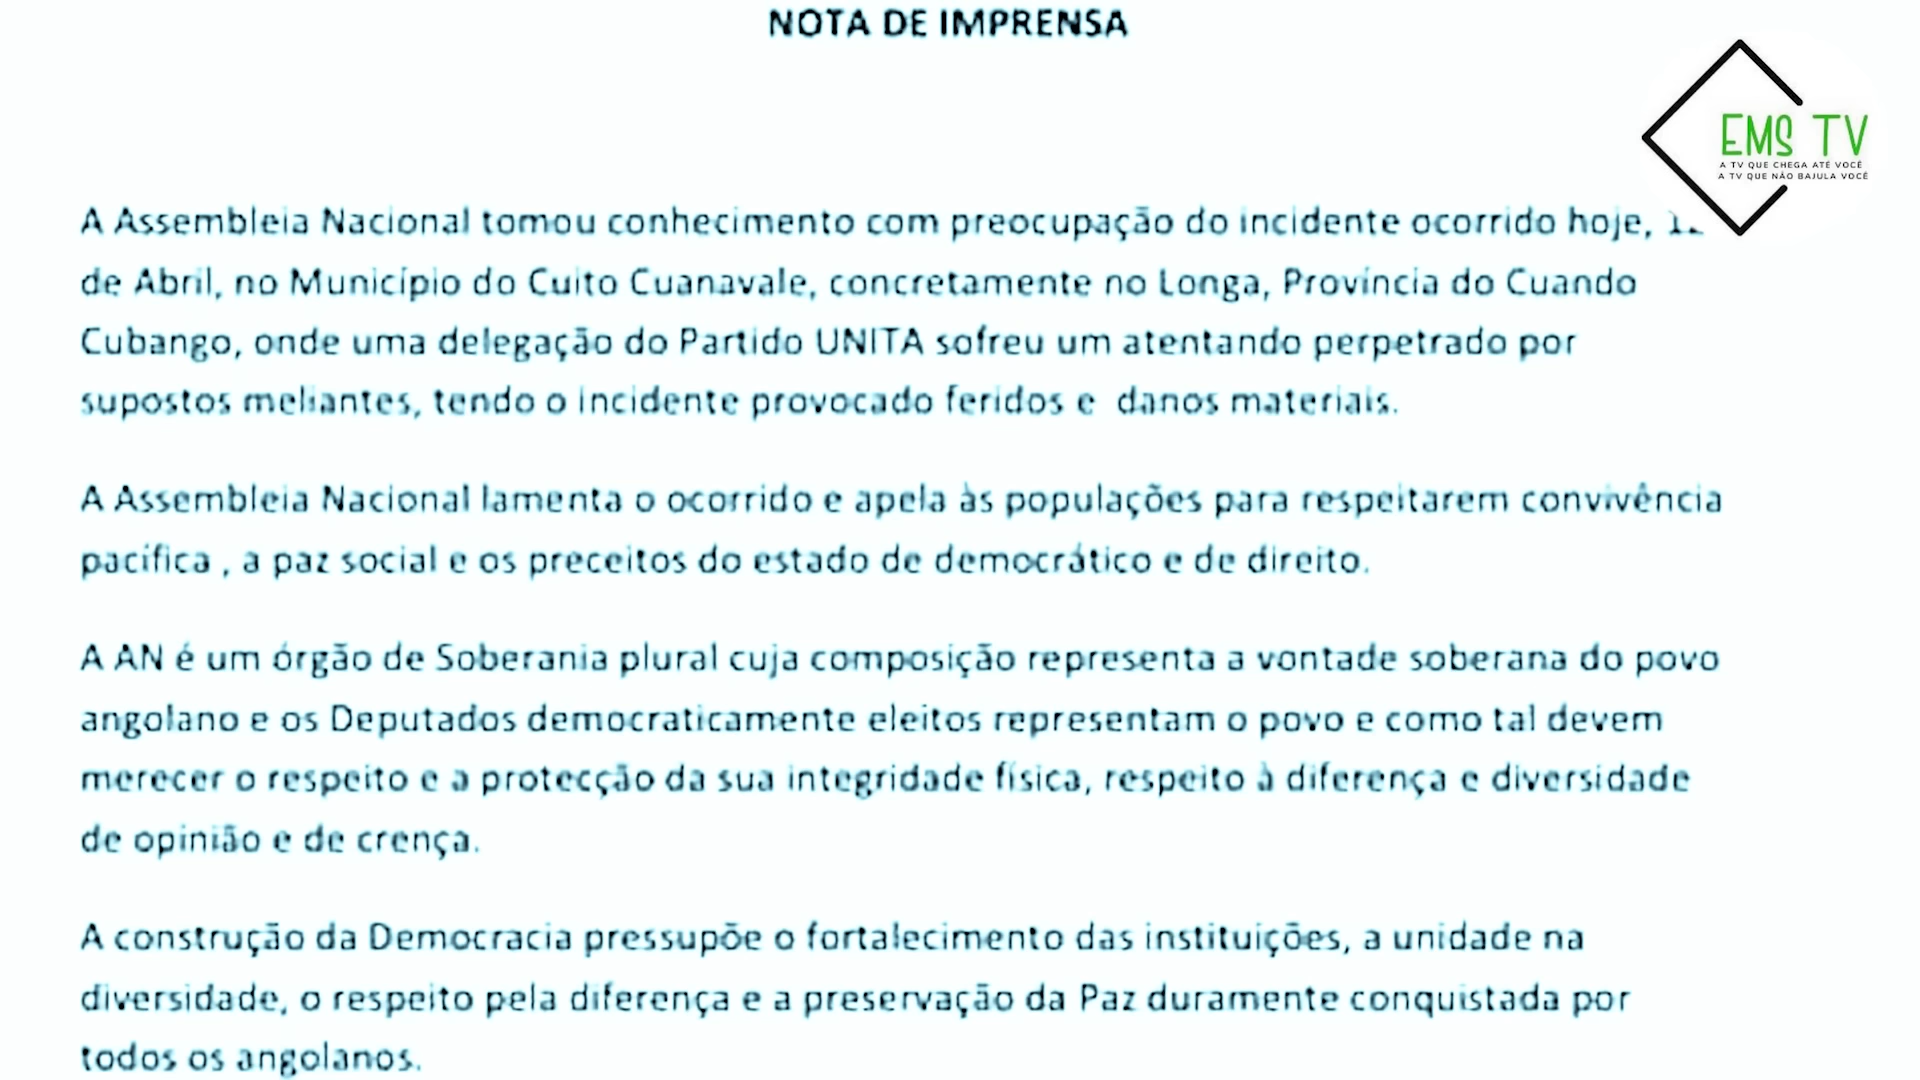 NOTA DE IMPRENSA
EMS TV
A TV QUE CHEGA ATÉ VOCÊ
A TV QUE NÃO BAJULA VOCÊ
A Assembleia Nacional tomou conhecimento com preocupação do incidente ocorrido hoje,
de Abril, no Município do Cuito Cuanavale, concretamente no Longa, Província do Cuando
Cubango, onde uma delegação do Partido UNITA sofreu um atentando perpetrado por
supostos meliantes, tendo o incidente provocado feridos e danos materiais.
A Assembleia Nacional lamenta o ocorrido e apela às populações para respeitarem convivência
pacífica , a paz social e os preceitos do estado de democrático e de direito.
A AN é um órgão de Soberania plural cuja composição representa a vontade soberana do povo
angolano e os Deputados democraticamente eleitos representam o povo e como tal devem
merecer o respeito e a protecção da sua integridade física, respeito à diferença e diversidade
de opinião e de crença.
A construção da Democracia pressupõe o fortalecimento das instituições, a unidade na
diversidade, o respeito pela diferença e a preservação da Paz duramente conquistada por
todos os angolanos.